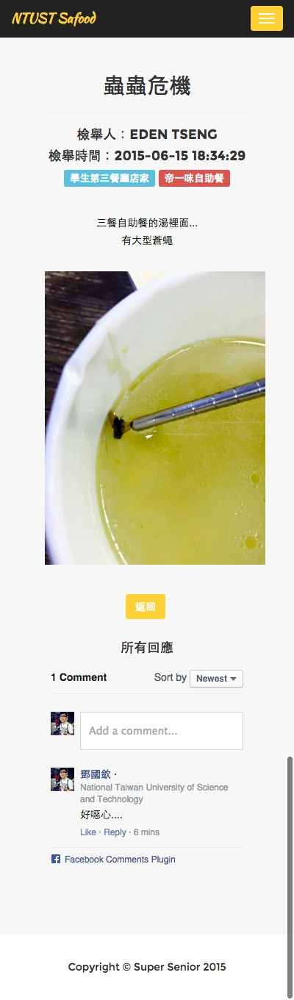 NTUST Safood
蟲蟲危機
檢舉人：EDEN TSENG
檢舉時間：2015-06-15 18:34:29
學生第三餐廳店家 帝一味自助餐
三餐自助餐的湯裡面...
有大型蒼蠅
返回
所有回應
1 Comment Sort by Newest
Add a comment...
鄧國欽 ·
National Taiwan University of Science
and Technology
好噁心....
Like · Reply · 6 mins
Facebook Comments Plugin
Copyright © Super Senior 2015